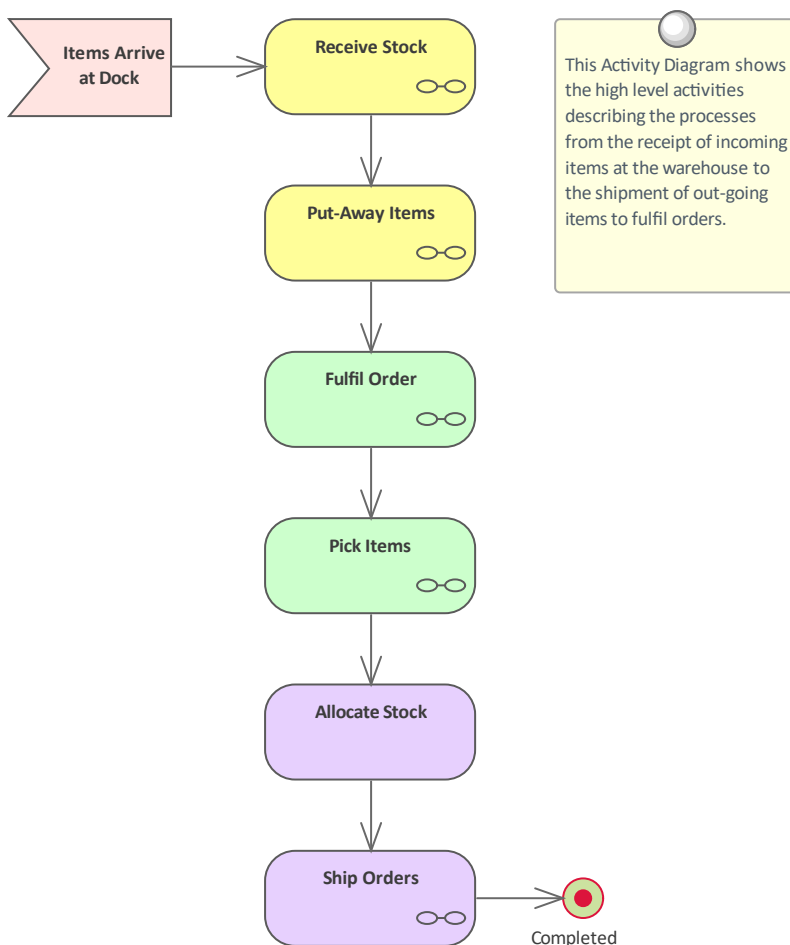 Items Arrive
at Dock
Receive Stock
This Activity Diagram shows
the high level activities
describing the processes
from the receipt of incoming
items at the warehouse to
the shipment of out-going
items to fulfil orders.
Put-Away Items
Fulfil Order
Pick Items
Allocate Stock
Ship Orders
Completed